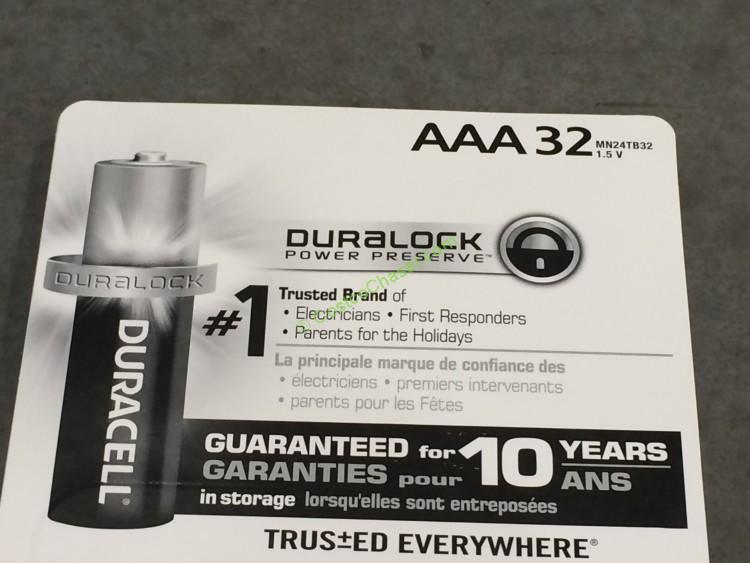 AAA 32 MN24TB32
1.5 V
DURALOCK
POWER PRESERVE™
DURALOCK
DURACELL®
#1 Trusted Brand of
• Electricians • First Responders
• Parents for the Holidays
La principale marque de confiance des
• électriciens • premiers intervenants
• parents pour les Fêtes
GUARANTEED for 10 YEARS
GARANTIES pour ANS
in storage lorsqu'elles sont entreposées
TRUS±ED EVERYWHERE®